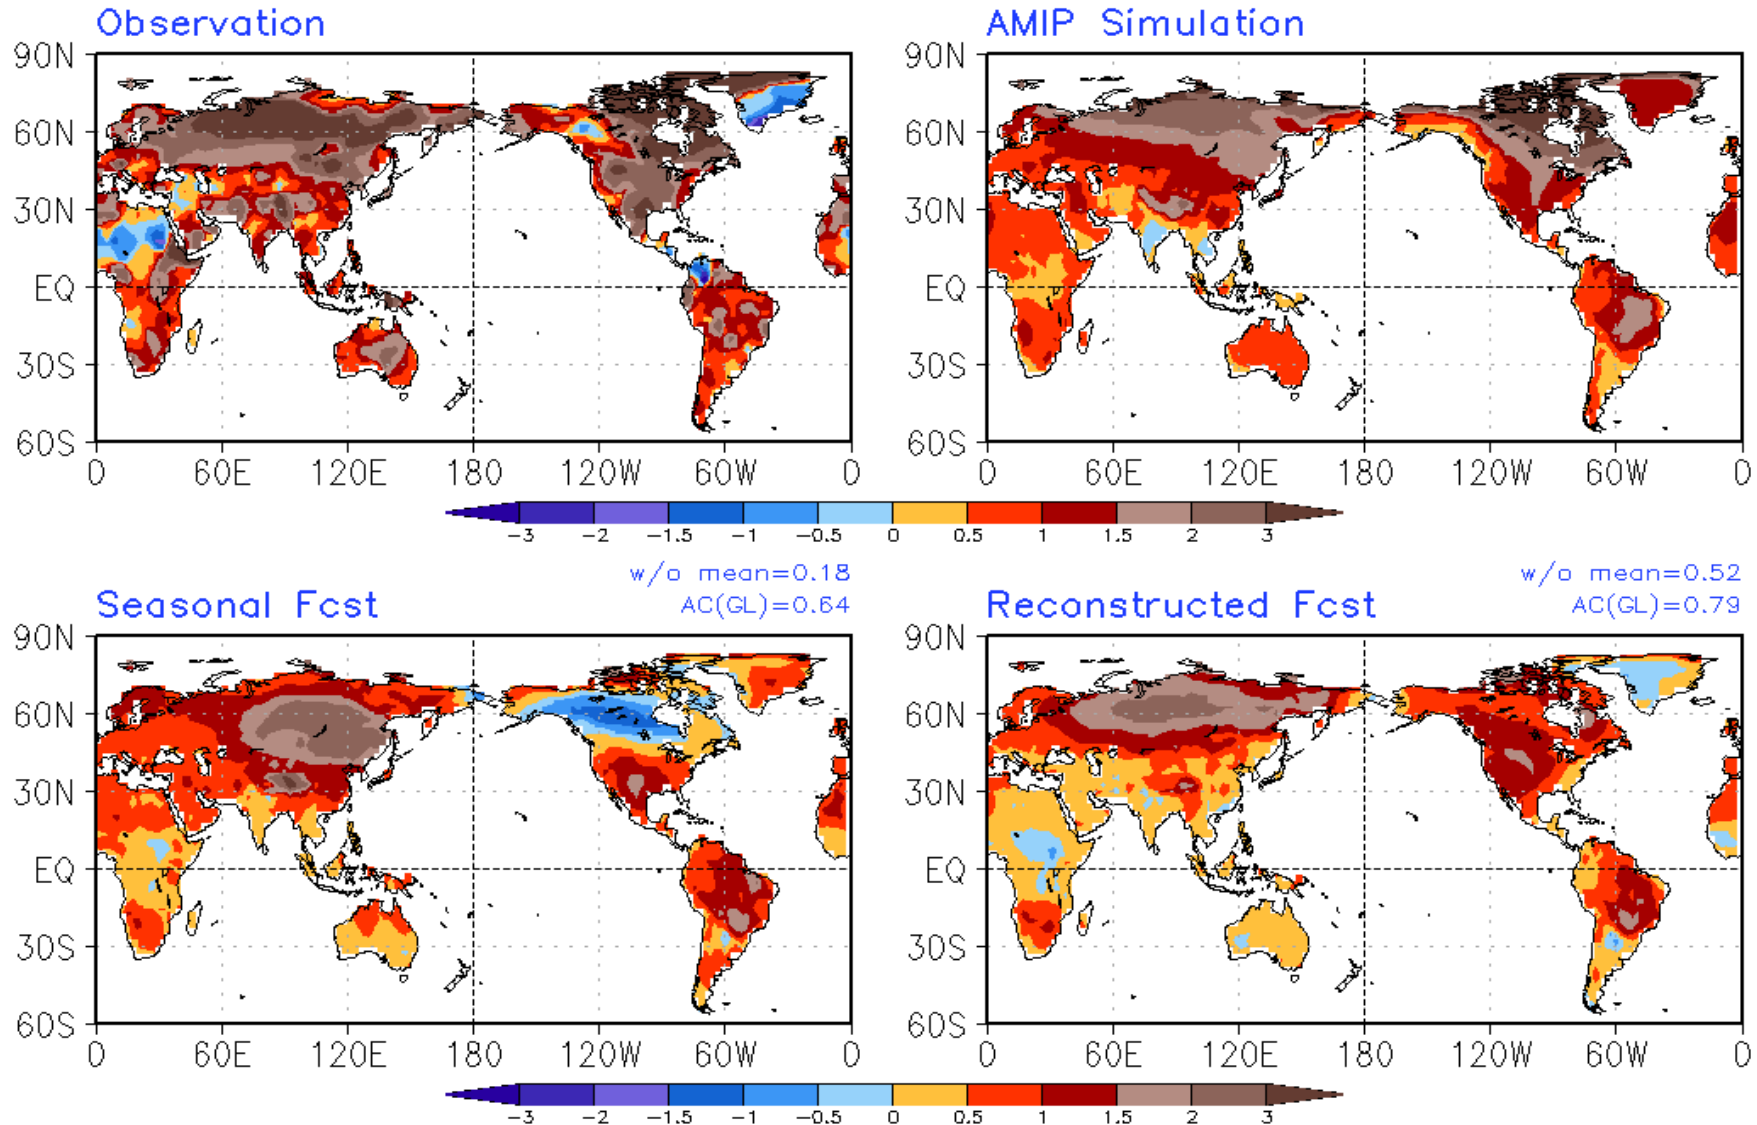 Observation
AMIP Simulation
90N
60N
30N
EQ
30S
60S
0 60E 120E 180 120W 60W 0
90N
60N
30N
EQ
30S
60S
0 60E 120E 180 120W 60W 0
-3 -2 -1.5 -1 -0.5 0 0.5 1 1.5 2 3
w/o mean=0.18
Seasonal Fcst AC(GL)=0.64
w/o mean=0.52
Reconstructed Fcst AC(GL)=0.79
90N
60N
30N
EQ
30S
60S
0 60E 120E 180 120W 60W 0
90N
60N
30N
EQ
30S
60S
0 60E 120E 180 120W 60W 0
-3 -2 -1.5 -1 -0.5 0 0.5 1 1.5 2 3